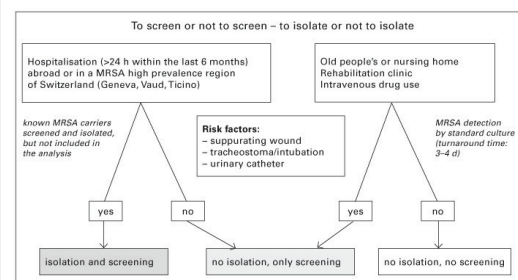 To screen or not to screen – to isolate or not to isolate
Hospitalisation (>24 h within the last 6 months)
abroad or in a MRSA high prevalence region
of Switzerland (Geneva, Vaud, Ticino)
Old people's or nursing home
Rehabilitation clinic
Intravenous drug use
known MRSA carriers
screened and isolated,
but not included in
the analysis
Risk factors:
– suppurating wound
– tracheostoma/intubation
– urinary catheter
MRSA detection
by standard culture
(turnaround time:
3–4 d)
yes
no
yes
no
isolation and screening
no isolation, only screening
no isolation, no screening